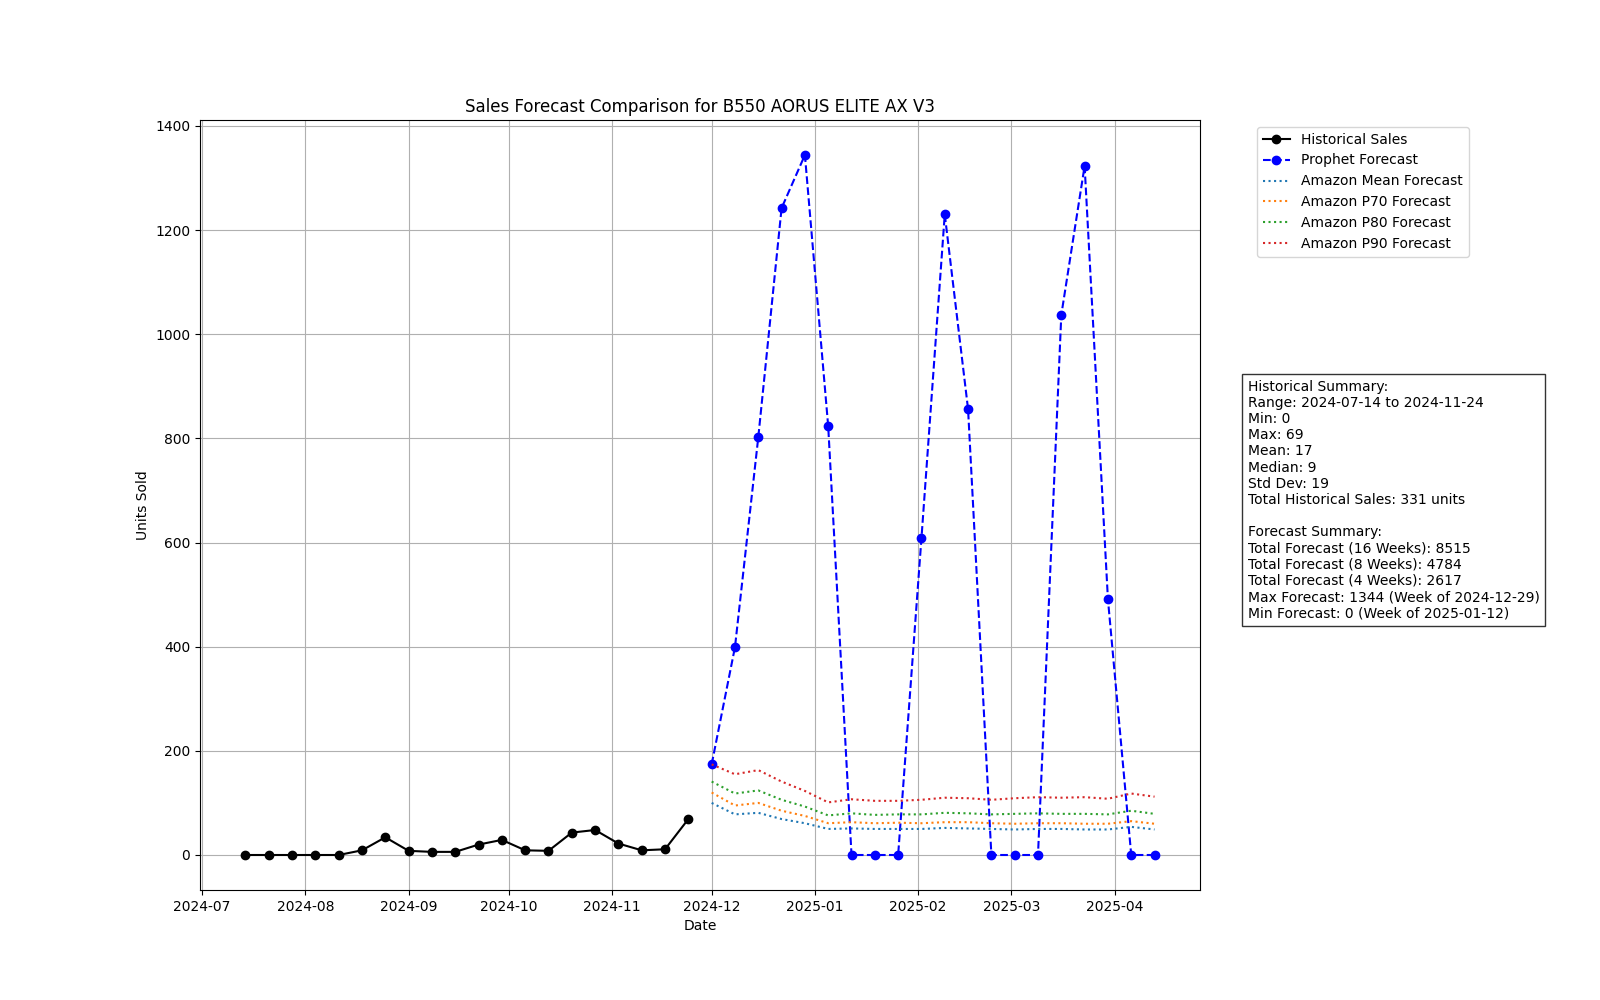 Sales Forecast Comparison for B550 AORUS ELITE AX V3
1400
1200
1000
800
600
400
200
0
Units Sold
2024-07
2024-08
2024-09
2024-10
2024-11
2024-12
2025-01
2025-02
2025-03
2025-04
Date
Historical Sales
Prophet Forecast
Amazon Mean Forecast
Amazon P70 Forecast
Amazon P80 Forecast
Amazon P90 Forecast
Historical Summary:
Range: 2024-07-14 to 2024-11-24
Min: 0
Max: 69
Mean: 17
Median: 9
Std Dev: 19
Total Historical Sales: 331 units
Forecast Summary:
Total Forecast (16 Weeks): 8515
Total Forecast (8 Weeks): 4784
Total Forecast (4 Weeks): 2617
Max Forecast: 1344 (Week of 2024-12-29)
Min Forecast: 0 (Week of 2025-01-12)